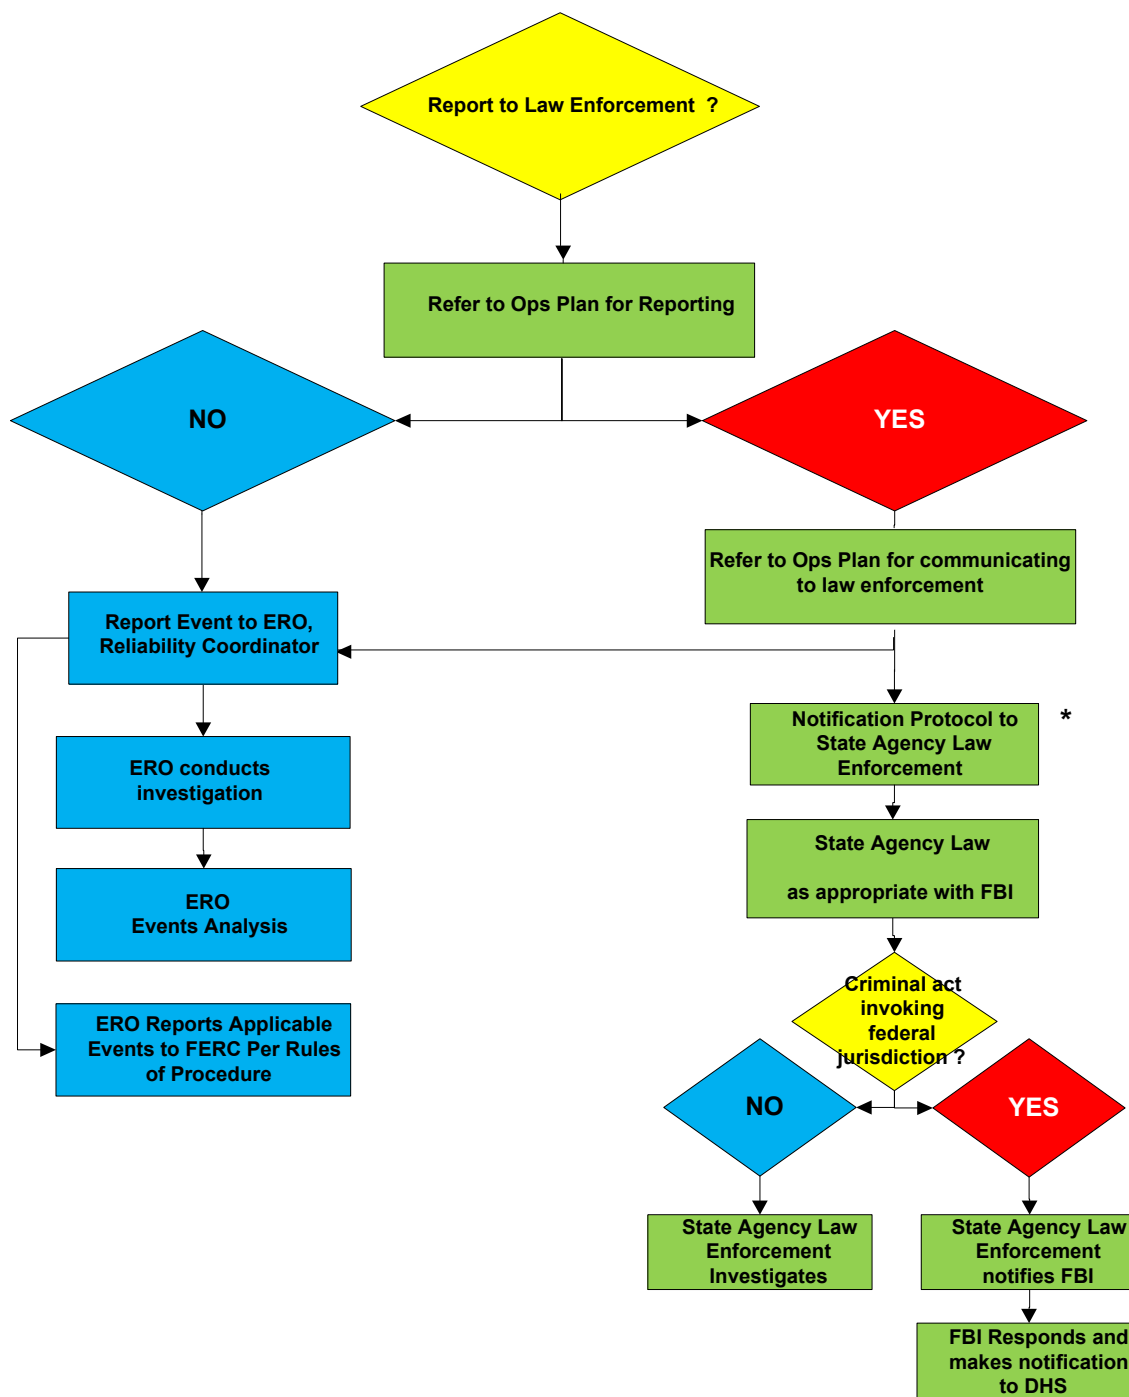 Report to Law Enforcement ?
Refer to Ops Plan for Reporting
NO
YES
Refer to Ops Plan for communicating
to law enforcement
Report Event to ERO,
Reliability Coordinator
Notification Protocol to
State Agency Law
Enforcement
*
ERO conducts
investigation
State Agency Law
as appropriate with FBI
ERO
Events Analysis
Criminal act
invoking
federal
jurisdiction ?
ERO Reports Applicable
Events to FERC Per Rules
of Procedure
NO
YES
State Agency Law
Enforcement
Investigates
State Agency Law
Enforcement
notifies FBI
FBI Responds and
makes notification
to DHS